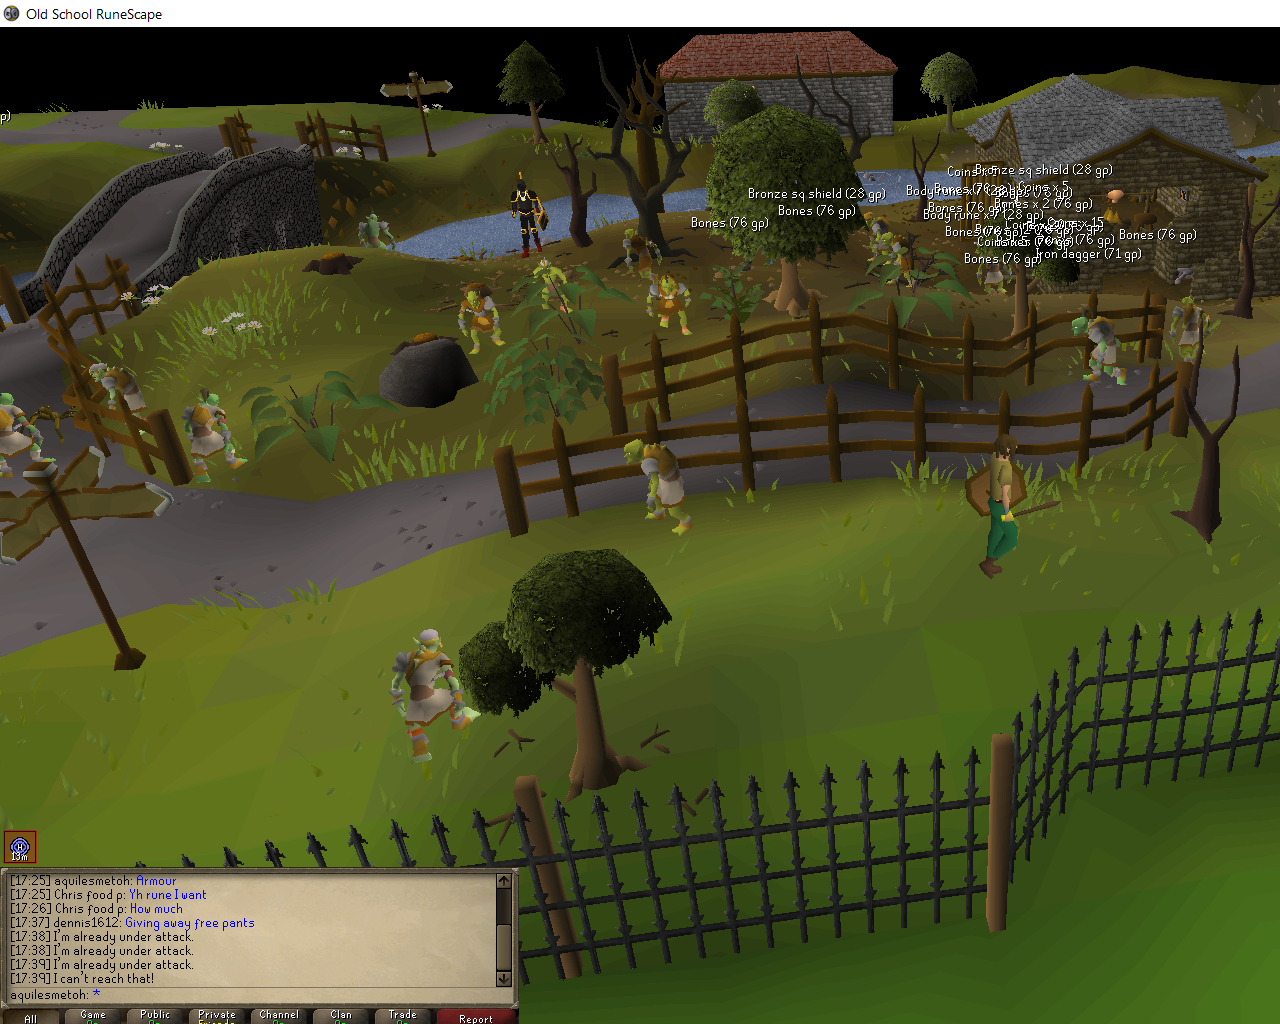 Old School RuneScape
p)
Bronze sq shield (28 gp)
Bronze sq shield (28 gp)
Bones (76 gp)
Bones (76 gp)
Bones x 2 (76 gp)
Bones (76 gp)
Iron dagger (71 gp)
Bones (76 gp)
13m
[17:25] aquilesmetoh: Armour
[17:25] Chris food p: Yh rune I want
[17:26] Chris food p: How much
[17:37] dennis1612: Giving away free pants
[17:38] I'm already under attack.
[17:38] I'm already under attack.
[17:39] I'm already under attack.
[17:39] I can't reach that!
aquilesmetoh: *
All Game Public Private Channel Clan Trade Report